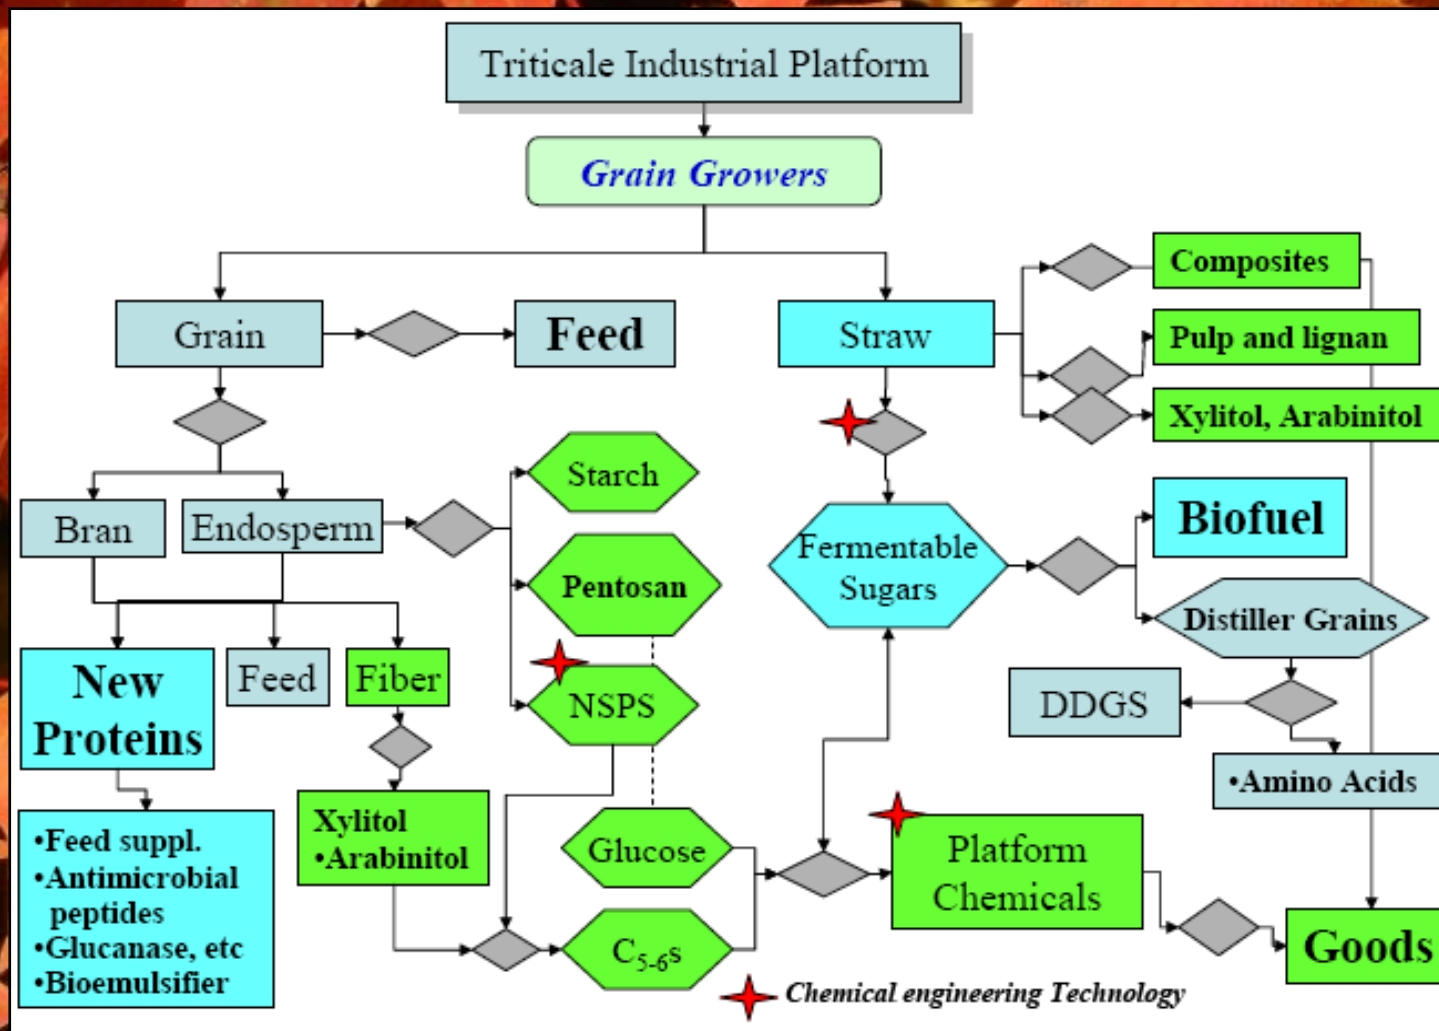 Triticale Industrial Platform
Grain Growers
Grain
Feed
Straw
Composites
Pulp and lignan
Xylitol, Arabinitol
Bran
Endosperm
Starch
Pentosan
NSPS
Fermentable
Sugars
Biofuel
Distiller Grains
New
Proteins
Feed
Fiber
DDGS
•Amino Acids
•Feed suppl.
•Antimicrobial
peptides
•Glucanase, etc
•Bioemulsifier
Xylitol
•Arabinitol
Glucose
C5-6s
Platform
Chemicals
Goods
Chemical engineering Technology